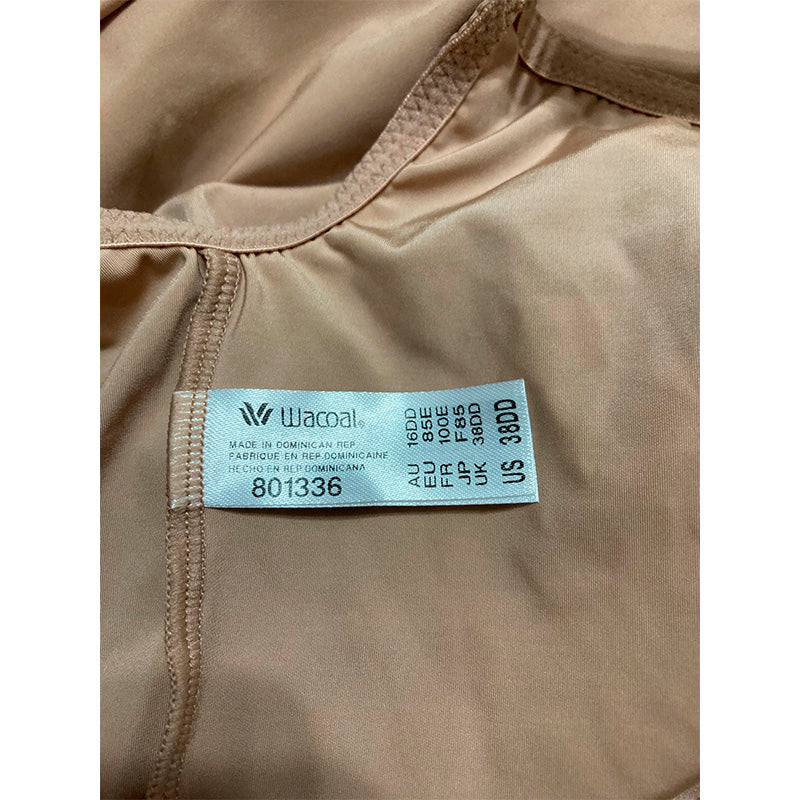 Wacoal®
MADE IN DOMINICAN REP.
FABRIQUE EN REP. DOMINICAINE
HECHO EN REP. DOMINICANA
801336
AU 16DD
EU 85E
FR 100E
JP F85
UK 38DD
US 38DD